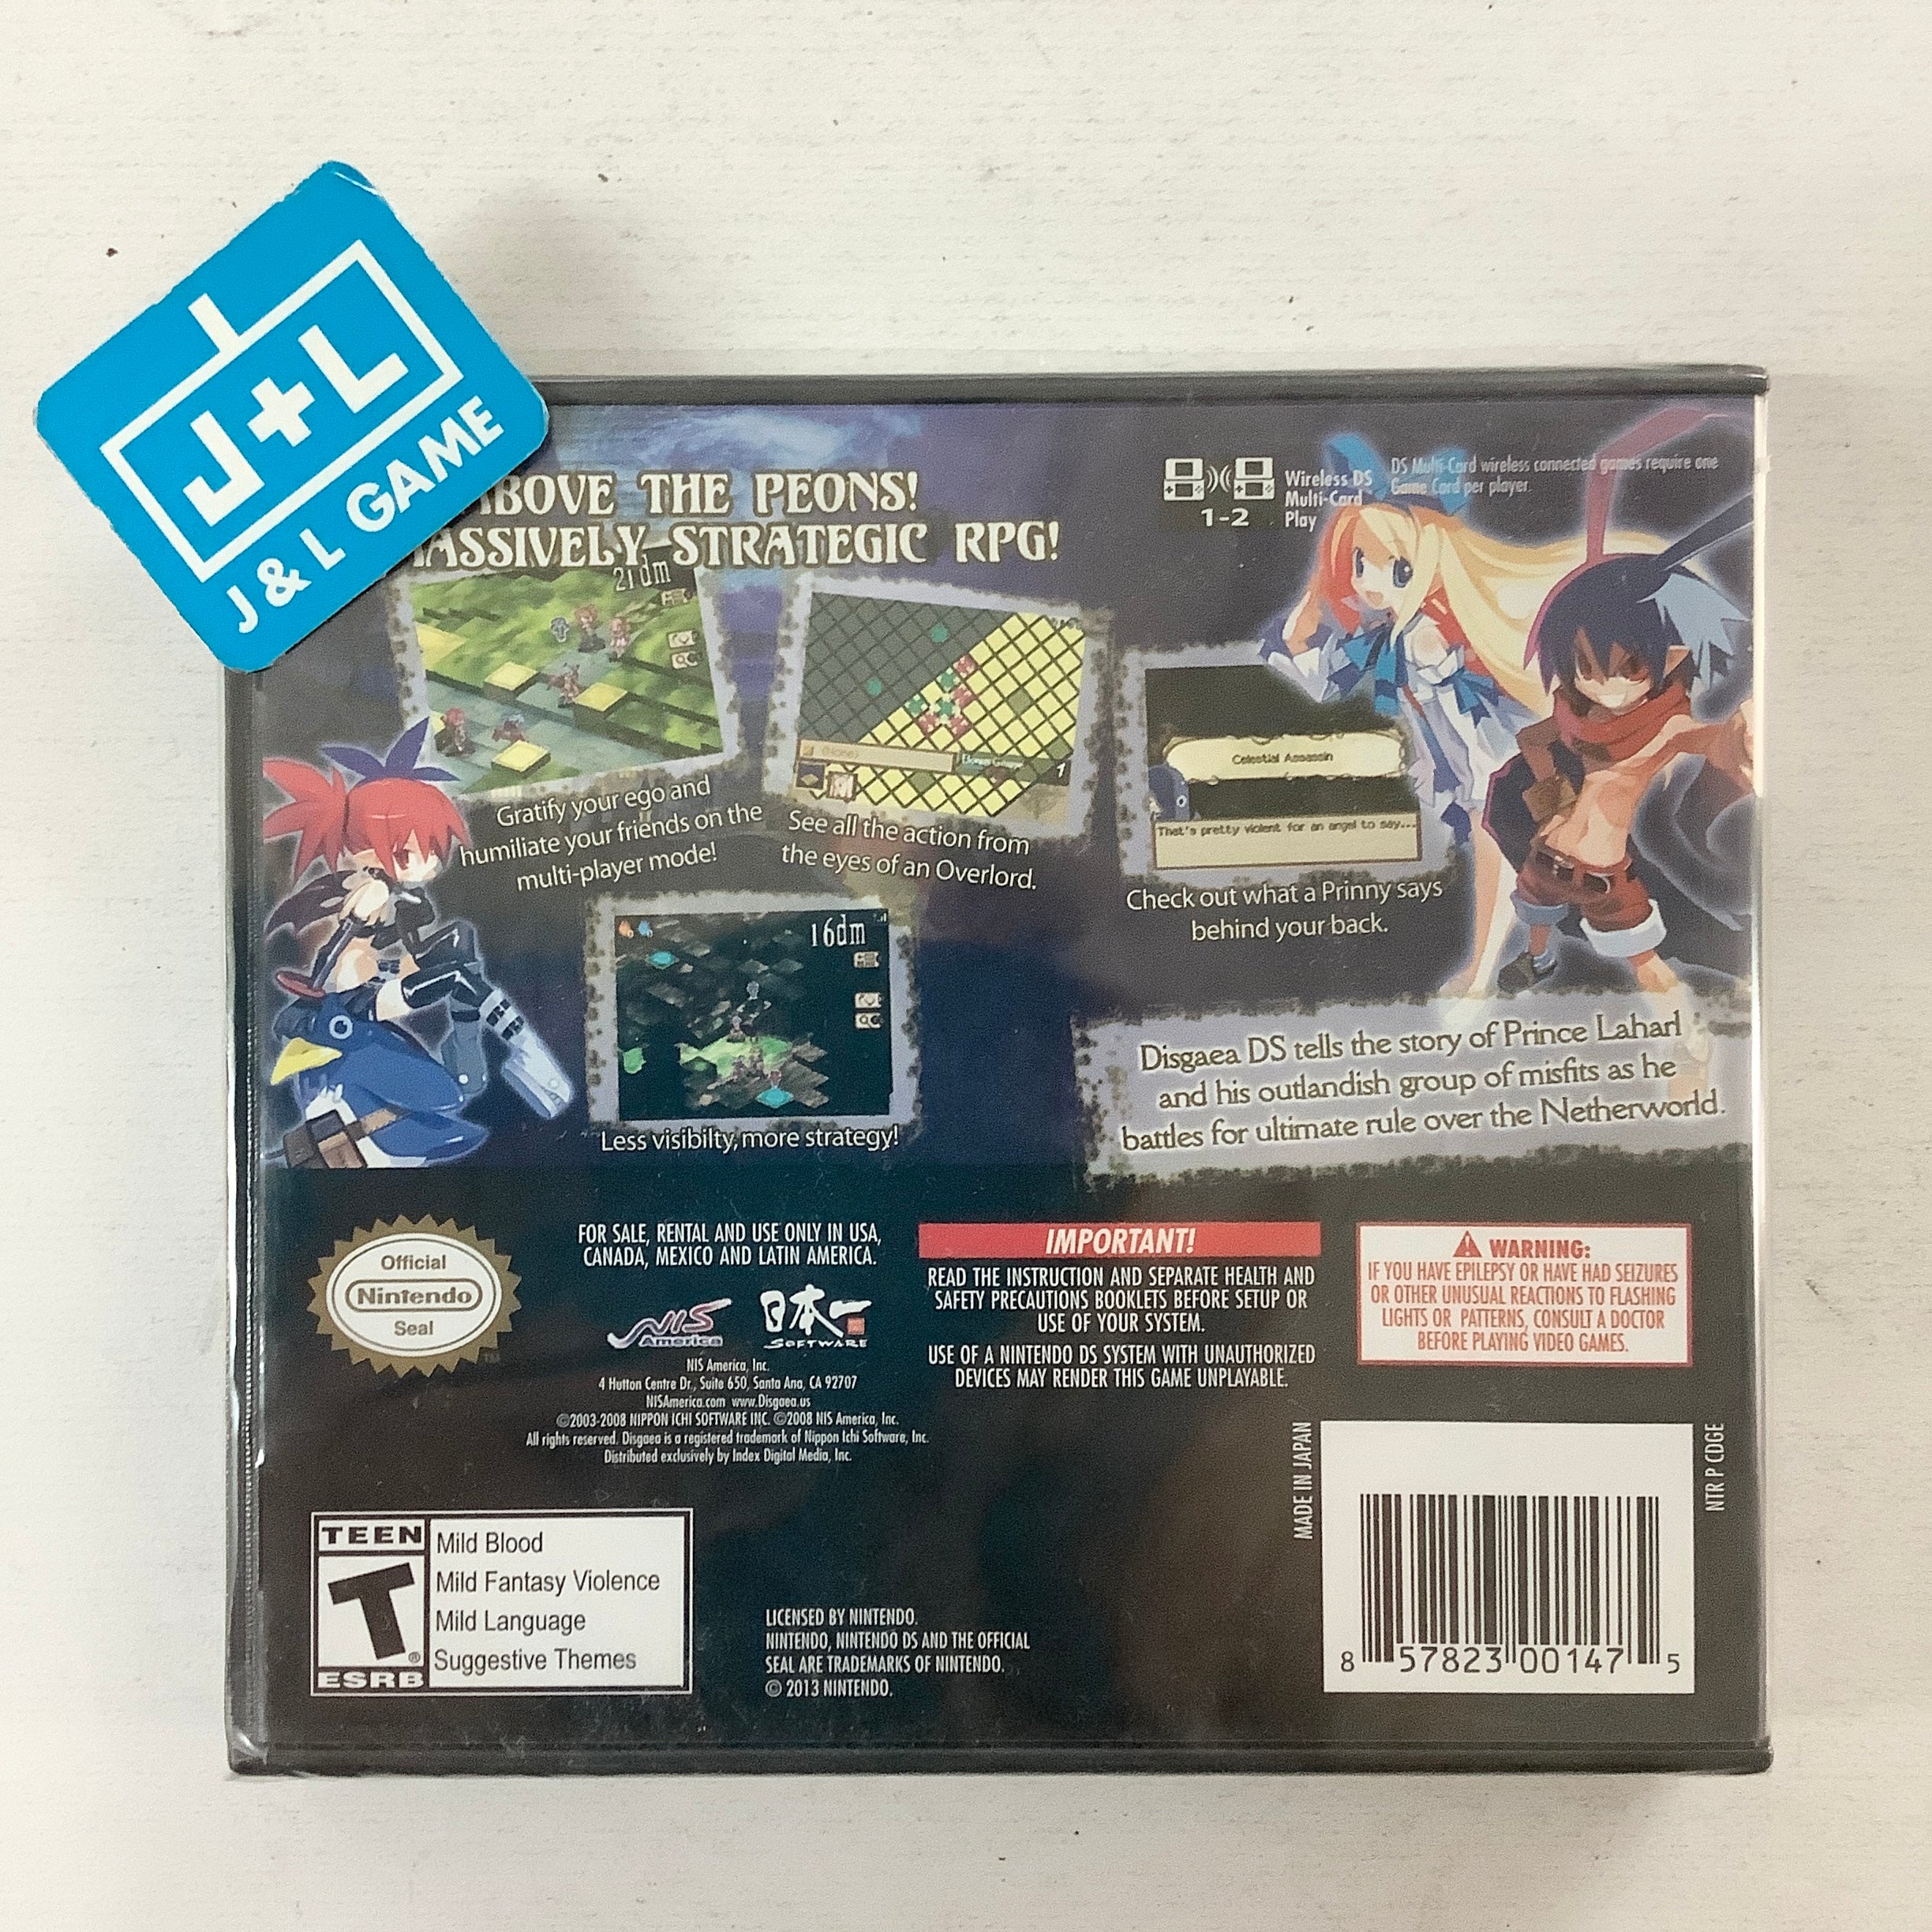 J+L
J & L GAME
ABOVE THE PEONS!
ASSIVELY STRATEGIC RPG!
Wireless DS
Multi-Card
Play
1-2
DS Multi-Card wireless connected games require one
Game Card per player.
21dm
Gratify your ego and
humiliate your friends on the
multi-player mode!
(None)
1
See all the action from
the eyes of an Overlord.
Celestial Assassin
That's pretty violent for an angel to say...
Check out what a Prinny says
behind your back.
16dm
Less visibilty, more strategy!
Disgaea DS tells the story of Prince Laharl
and his outlandish group of misfits as he
battles for ultimate rule over the Netherworld.
Official
Nintendo
Seal
TM
FOR SALE, RENTAL AND USE ONLY IN USA,
CANADA, MEXICO AND LATIN AMERICA.
NIS
America
日本一
SOFTWARE
NIS America, Inc.
4 Hutton Centre Dr., Suite 650, Santa Ana, CA 92707
NISAmerica.com www.Disgaea.us
©2003-2008 NIPPON ICHI SOFTWARE INC. ©2008 NIS America, Inc.
All rights reserved. Disgaea is a registered trademark of Nippon Ichi Software, Inc.
Distributed exclusively by Index Digital Media, Inc.
IMPORTANT!
READ THE INSTRUCTION AND SEPARATE HEALTH AND
SAFETY PRECAUTIONS BOOKLETS BEFORE SETUP OR
USE OF YOUR SYSTEM.
USE OF A NINTENDO DS SYSTEM WITH UNAUTHORIZED
DEVICES MAY RENDER THIS GAME UNPLAYABLE.
WARNING:
IF YOU HAVE EPILEPSY OR HAVE HAD SEIZURES
OR OTHER UNUSUAL REACTIONS TO FLASHING
LIGHTS OR PATTERNS, CONSULT A DOCTOR
BEFORE PLAYING VIDEO GAMES.
TEEN
T
®
ESRB
Mild Blood
Mild Fantasy Violence
Mild Language
Suggestive Themes
LICENSED BY NINTENDO.
NINTENDO, NINTENDO DS AND THE OFFICIAL
SEAL ARE TRADEMARKS OF NINTENDO.
© 2013 NINTENDO.
MADE IN JAPAN
NTR P CDGE
8 57823 00147 5